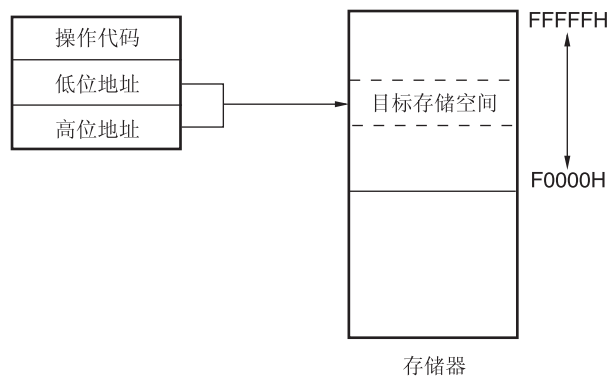 操作代码
低位地址
高位地址
FFFFFH
目标存储空间
F0000H
存储器